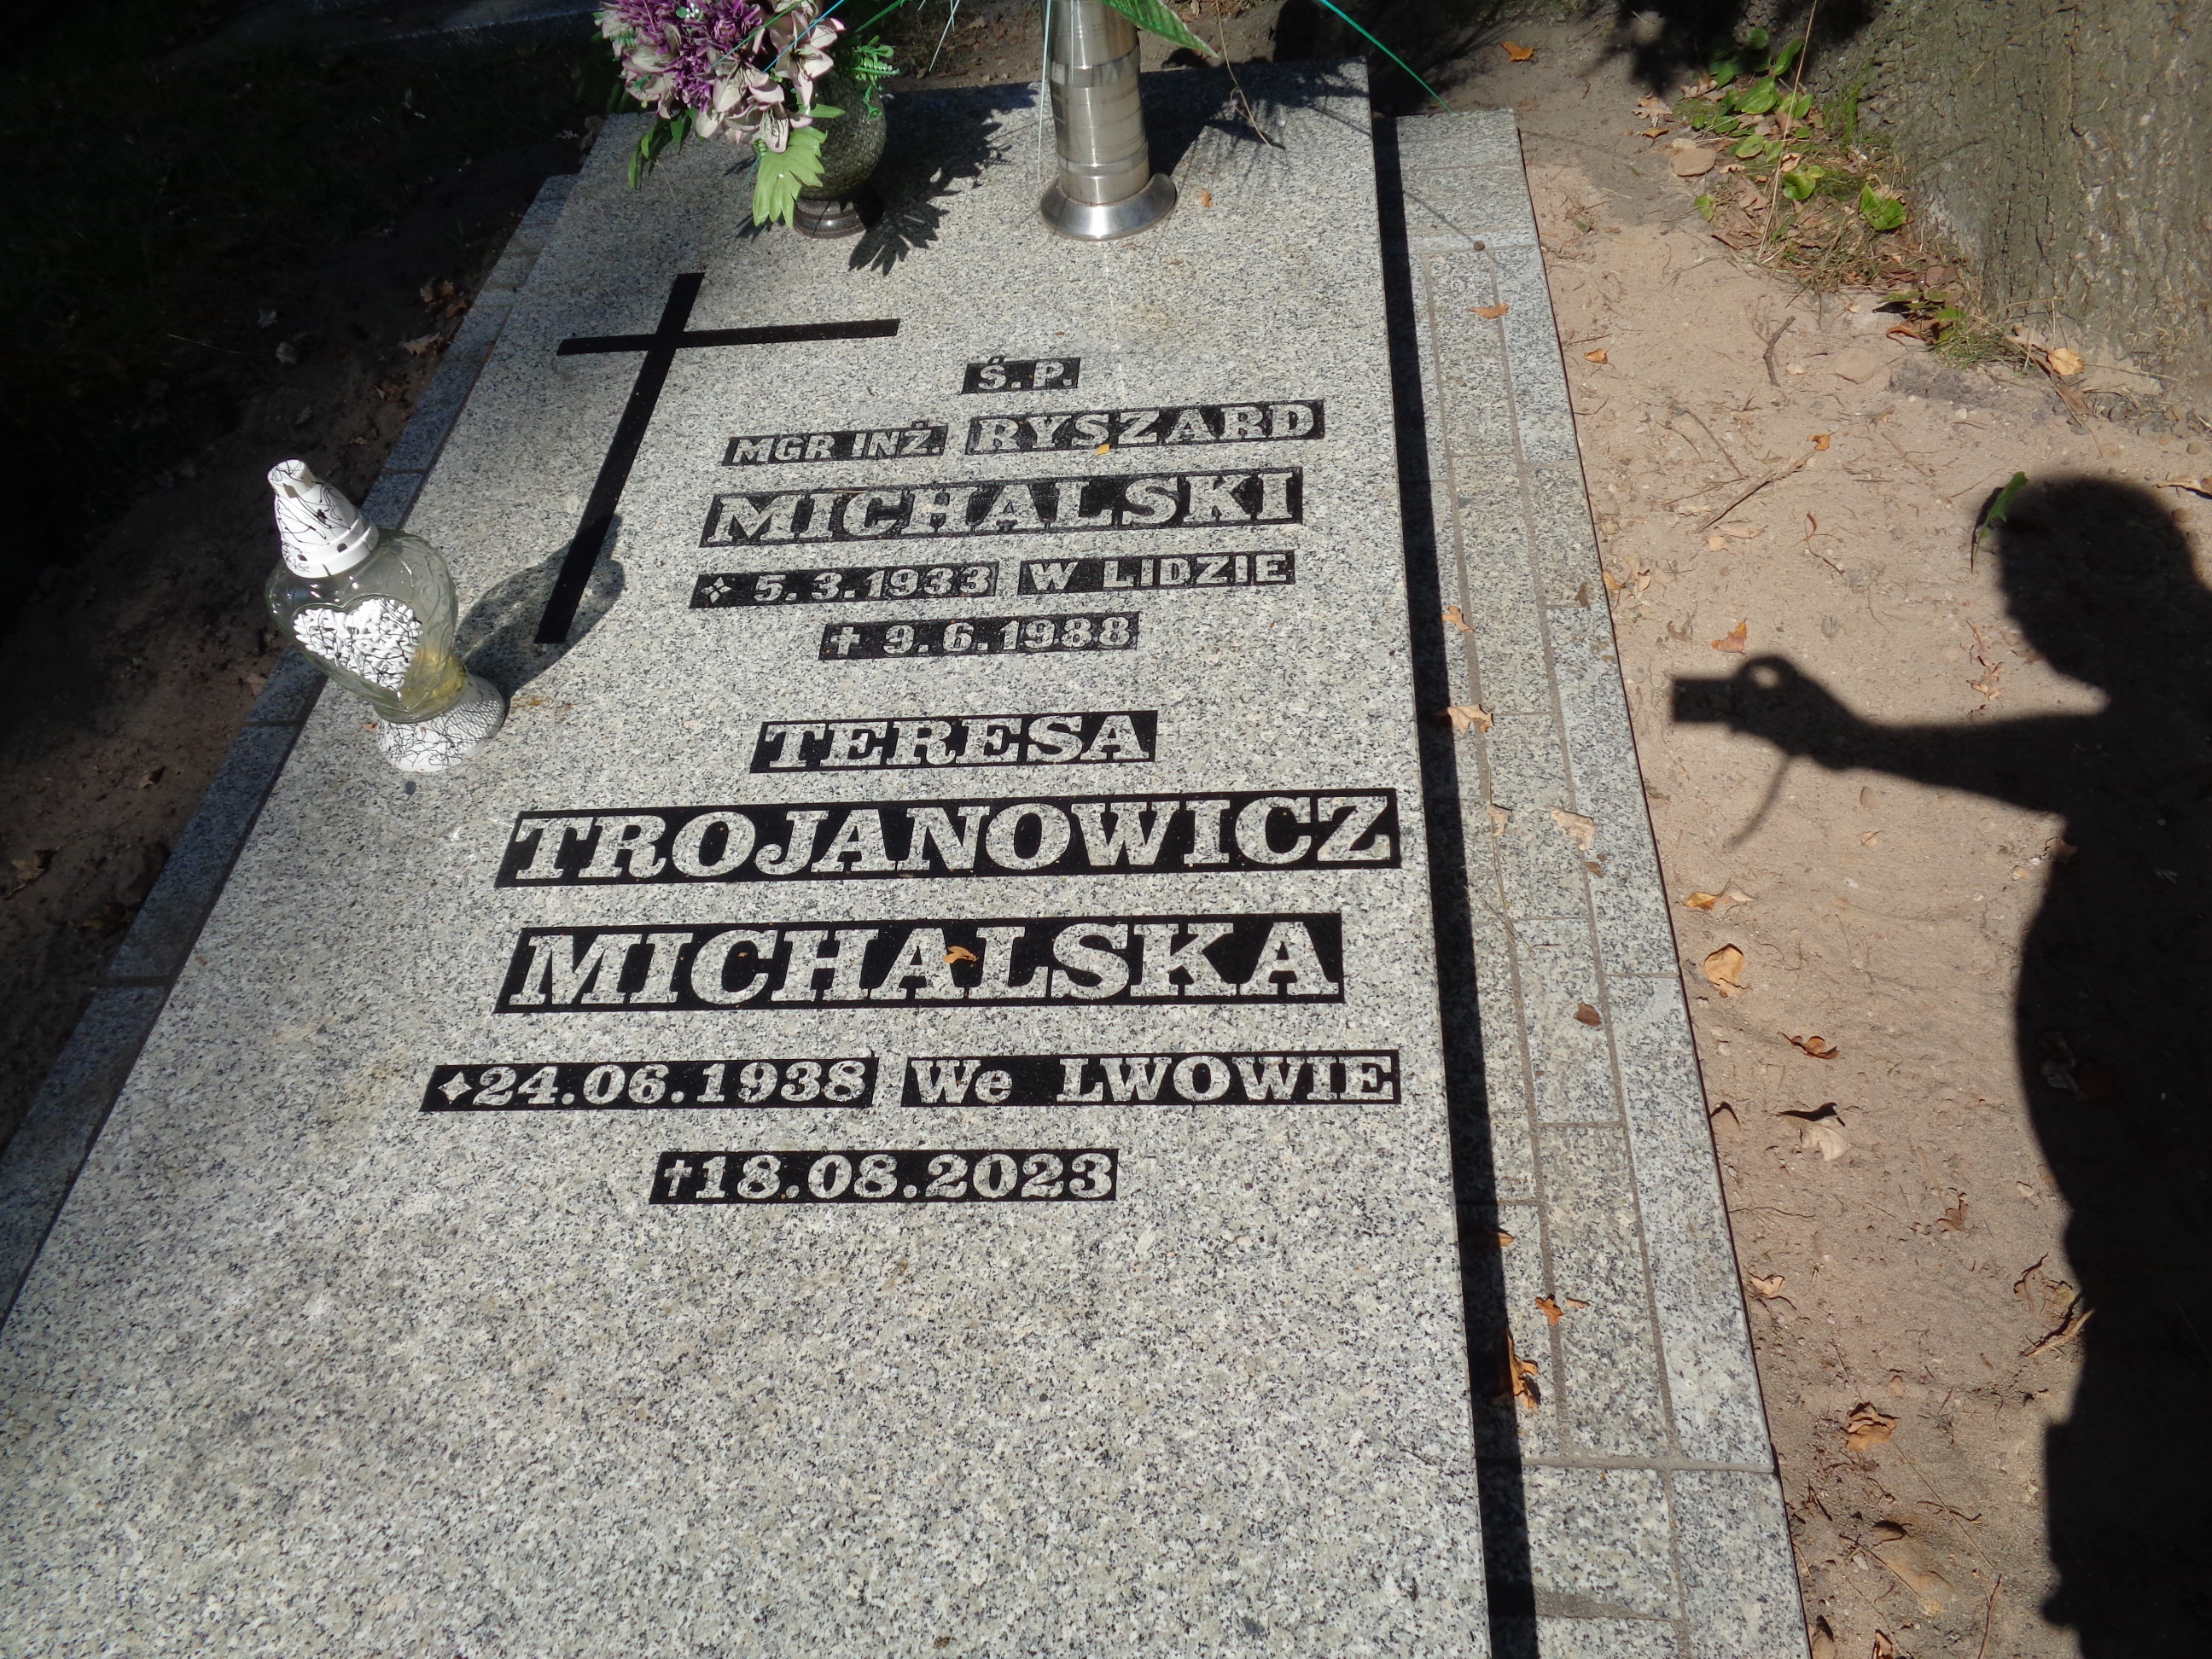 Ś.P.
MGR INŻ. RYSZARD
MICHALSKI
✧ 5.3.1933 W LIDZIE
✝ 9.6.1988
TERESA
TROJANOWICZ
MICHALSKA
✧24.06.1938 We LWOWIE
✝18.08.2023